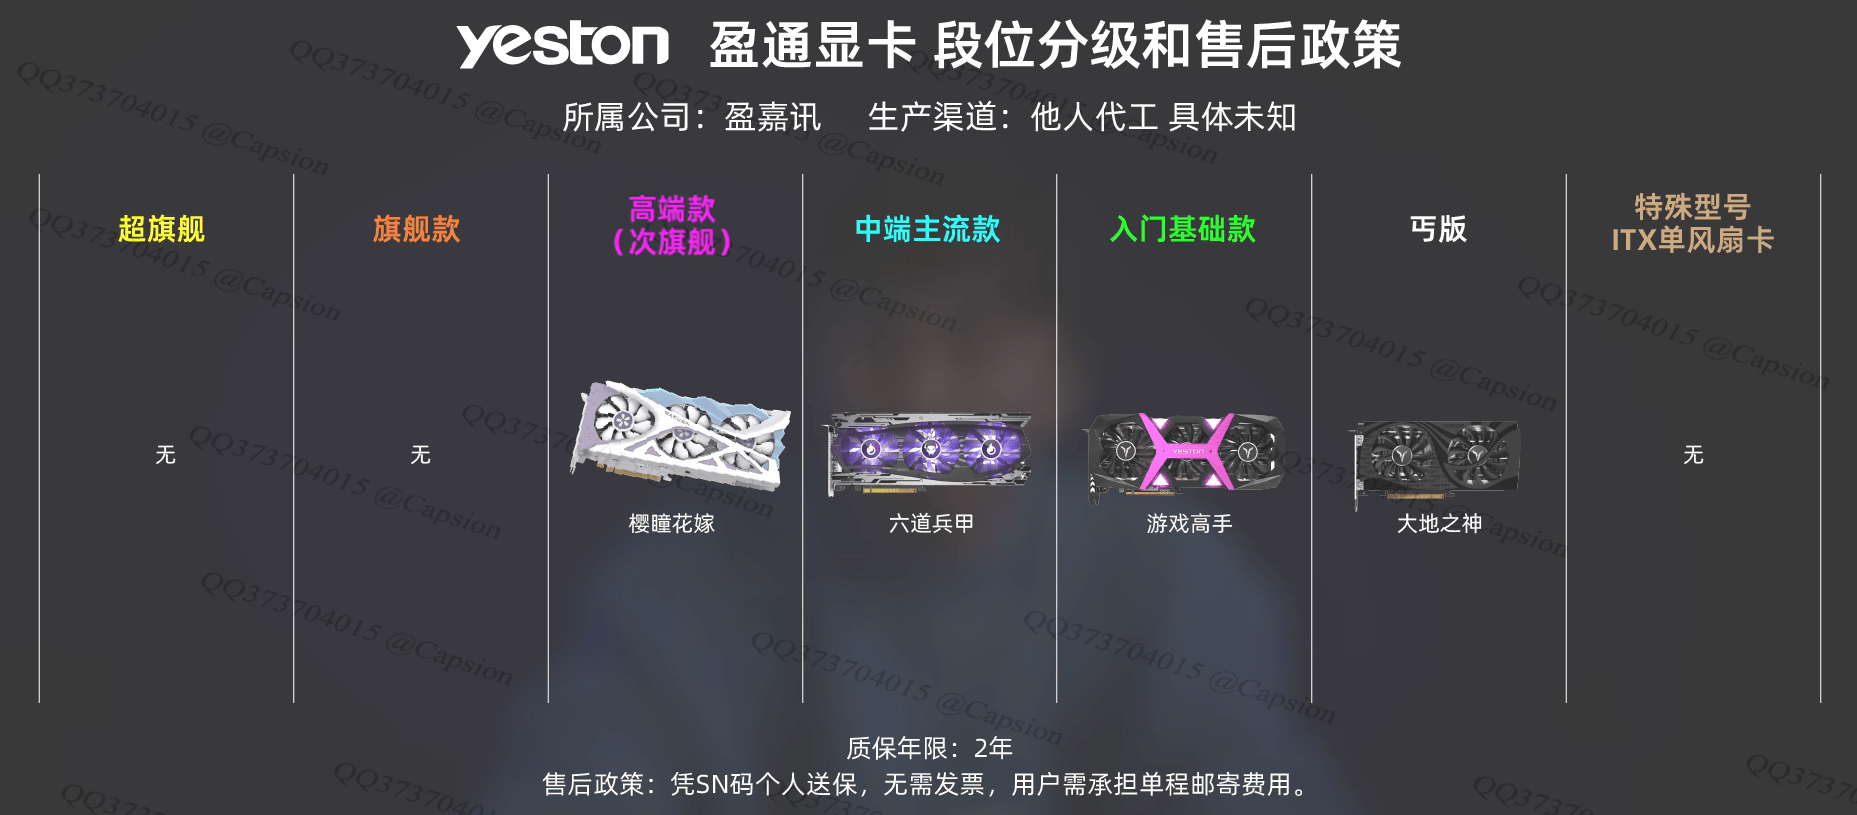 yeston 盈通显卡 段位分级和售后政策
所属公司：盈嘉讯 生产渠道：他人代工 具体未知
超旗舰
旗舰款
高端款
（次旗舰）
中端主流款
入门基础款
丐版
特殊型号
ITX单风扇卡
无
无
樱瞳花嫁
六道兵甲
YESTON
游戏高手
大地之神
无
质保年限：2年
售后政策：凭SN码个人送保，无需发票，用户需承担单程邮寄费用。
QQ373704015 @Capsion